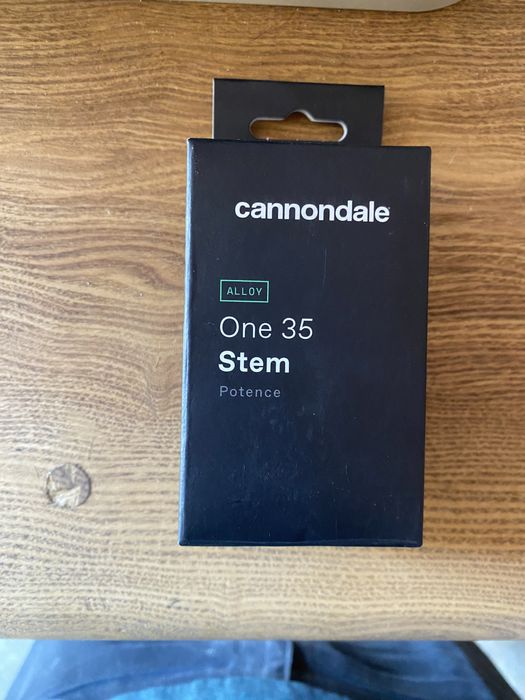 cannondale
ALLOY
One 35
Stem
Potence